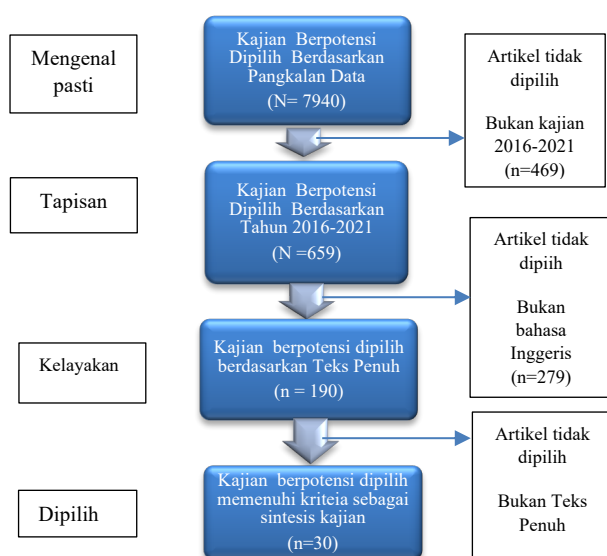 Mengenal
pasti
Kajian Berpotensi
Dipilih Berdasarkan
Pangkalan Data
(N= 7940)
Artikel tidak
dipilih
Bukan kajian
2016-2021
(n=469)
Tapisan
Kajian Berpotensi
Dipilih Berdasarkan
Tahun 2016-2021
(N =659)
Artikel tidak
dipiih
Bukan
bahasa
Inggeris
(n=279)
Kelayakan
Kajian berpotensi dipilih
berdasarkan Teks Penuh
(n = 190)
Artikel tidak
dipilih
Bukan Teks
Penuh
Dipilih
Kajian berpotensi dipilih
memenuhi kriteia sebagai
sintesis kajian
(n=30)